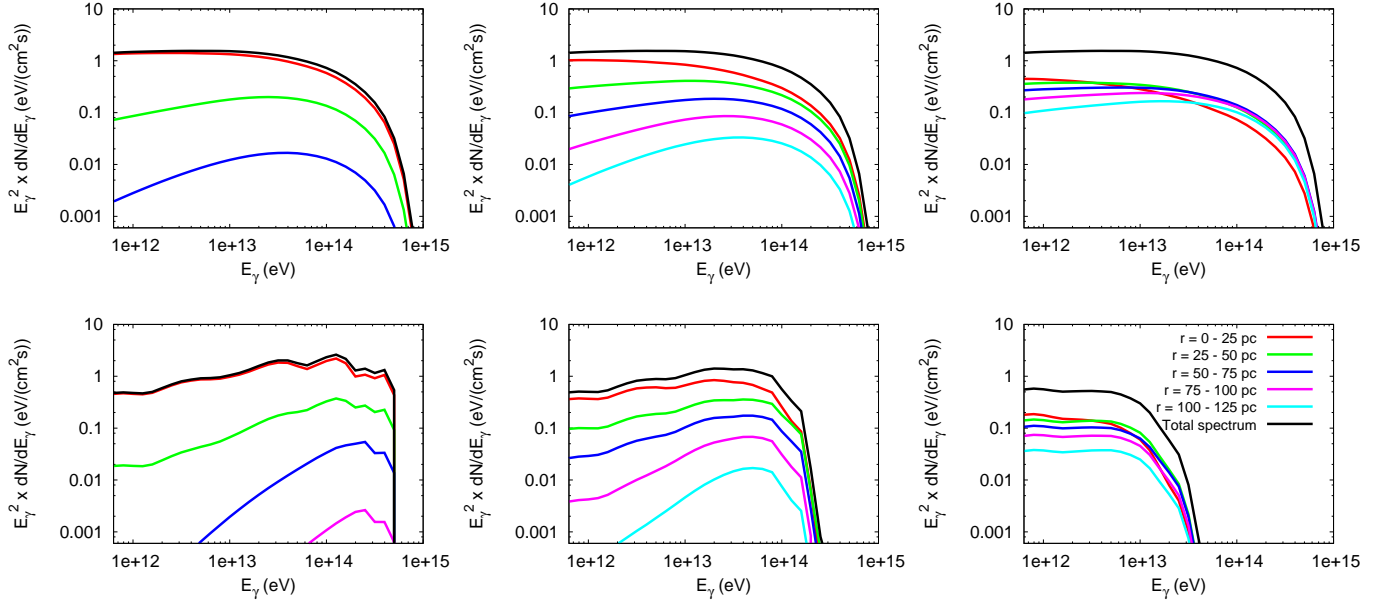 E_γ^2 x dN/dE_γ (eV/(cm^2s))
10
1
0.1
0.01
0.001
1e+12 1e+13 1e+14 1e+15
E_γ (eV)
E_γ^2 x dN/dE_γ (eV/(cm^2s))
10
1
0.1
0.01
0.001
1e+12 1e+13 1e+14 1e+15
E_γ (eV)
E_γ^2 x dN/dE_γ (eV/(cm^2s))
10
1
0.1
0.01
0.001
1e+12 1e+13 1e+14 1e+15
E_γ (eV)
E_γ^2 x dN/dE_γ (eV/(cm^2s))
10
1
0.1
0.01
0.001
1e+12 1e+13 1e+14 1e+15
E_γ (eV)
E_γ^2 x dN/dE_γ (eV/(cm^2s))
10
1
0.1
0.01
0.001
1e+12 1e+13 1e+14 1e+15
E_γ (eV)
E_γ^2 x dN/dE_γ (eV/(cm^2s))
10
1
0.1
0.01
0.001
1e+12 1e+13 1e+14 1e+15
E_γ (eV)
r = 0 - 25 pc
r = 25 - 50 pc
r = 50 - 75 pc
r = 75 - 100 pc
r = 100 - 125 pc
Total spectrum